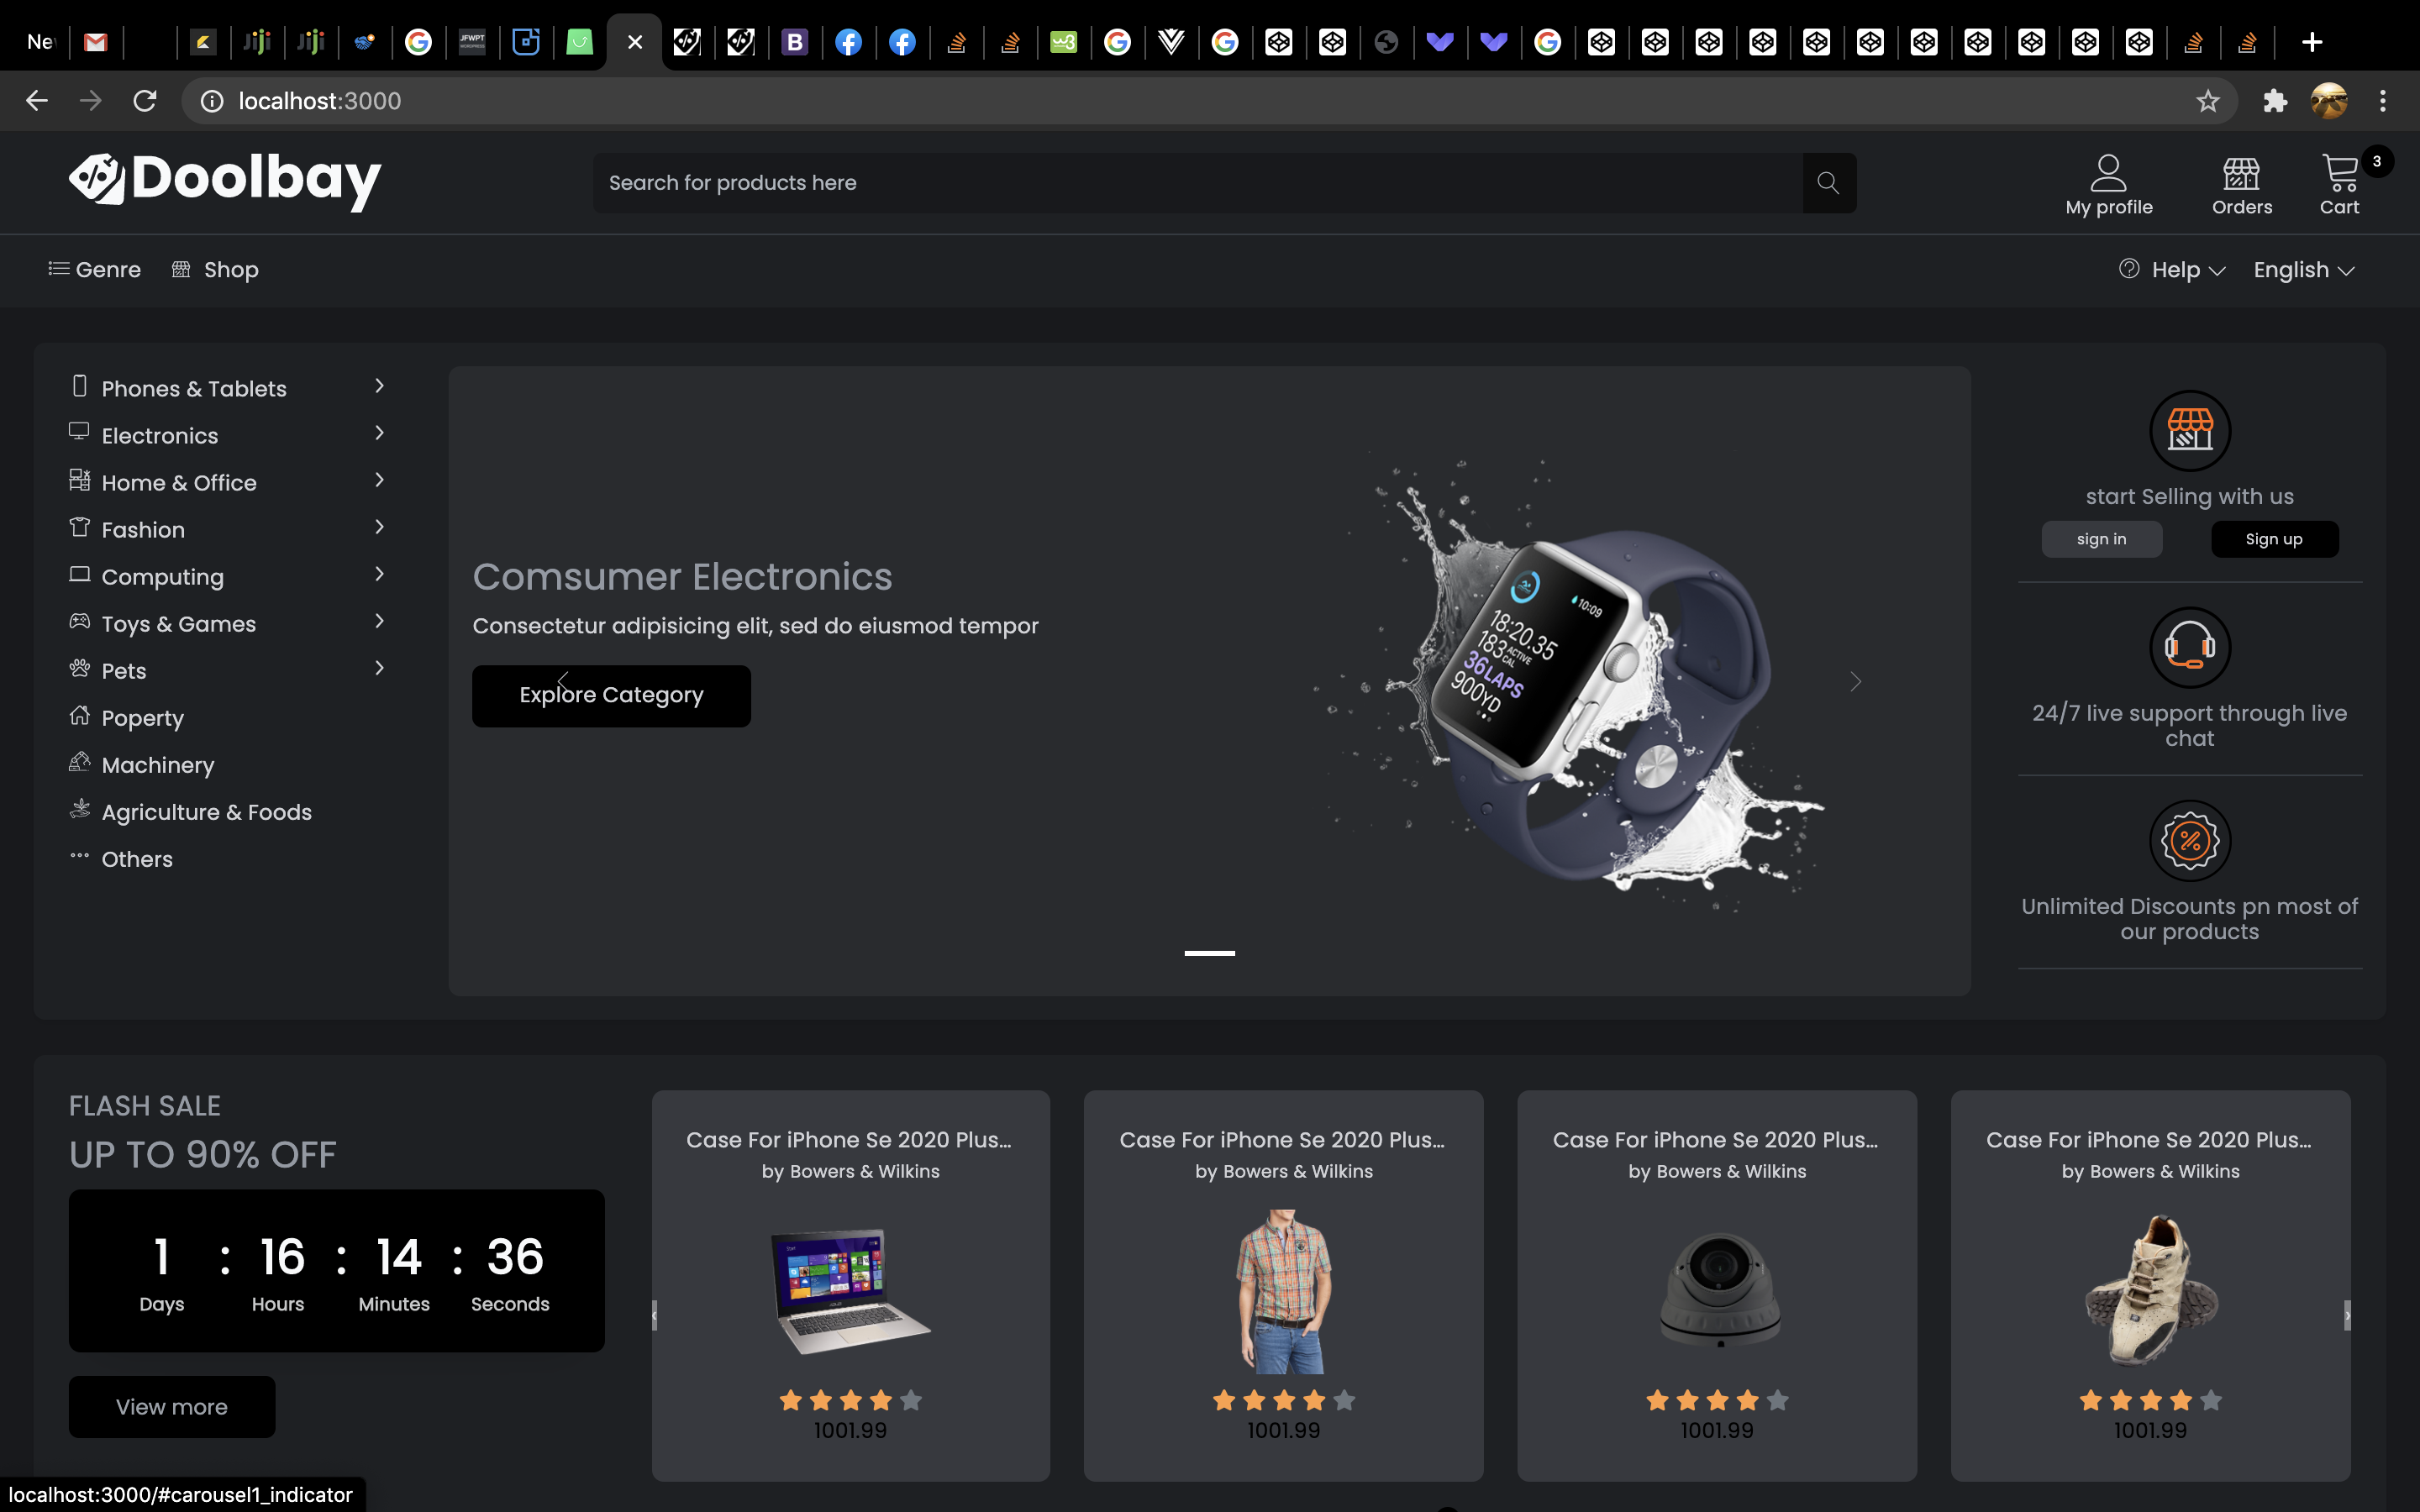 Ne
Jiji
Jiji
JFWPT
WORDPRESS
B
w3
localhost:3000
Doolbay
Search for products here
My profile
Orders
Cart
3
Genre
Shop
Help
English
Phones & Tablets
Electronics
Home & Office
Fashion
Computing
Toys & Games
Pets
Poperty
Machinery
Agriculture & Foods
Others
Comsumer Electronics
Consectetur adipisicing elit, sed do eiusmod tempor
Explore Category
10:09
18:20.35
183 ACTIVE CAL
36LAPS
900YD
start Selling with us
sign in
Sign up
24/7 live support through live
chat
Unlimited Discounts pn most of
our products
FLASH SALE
UP TO 90% OFF
1 : 16 : 14 : 36
Days Hours Minutes Seconds
View more
Case For iPhone Se 2020 Plus...
by Bowers & Wilkins
1001.99
Case For iPhone Se 2020 Plus...
by Bowers & Wilkins
1001.99
Case For iPhone Se 2020 Plus...
by Bowers & Wilkins
1001.99
Case For iPhone Se 2020 Plus...
by Bowers & Wilkins
1001.99
localhost:3000/#carousel1_indicator